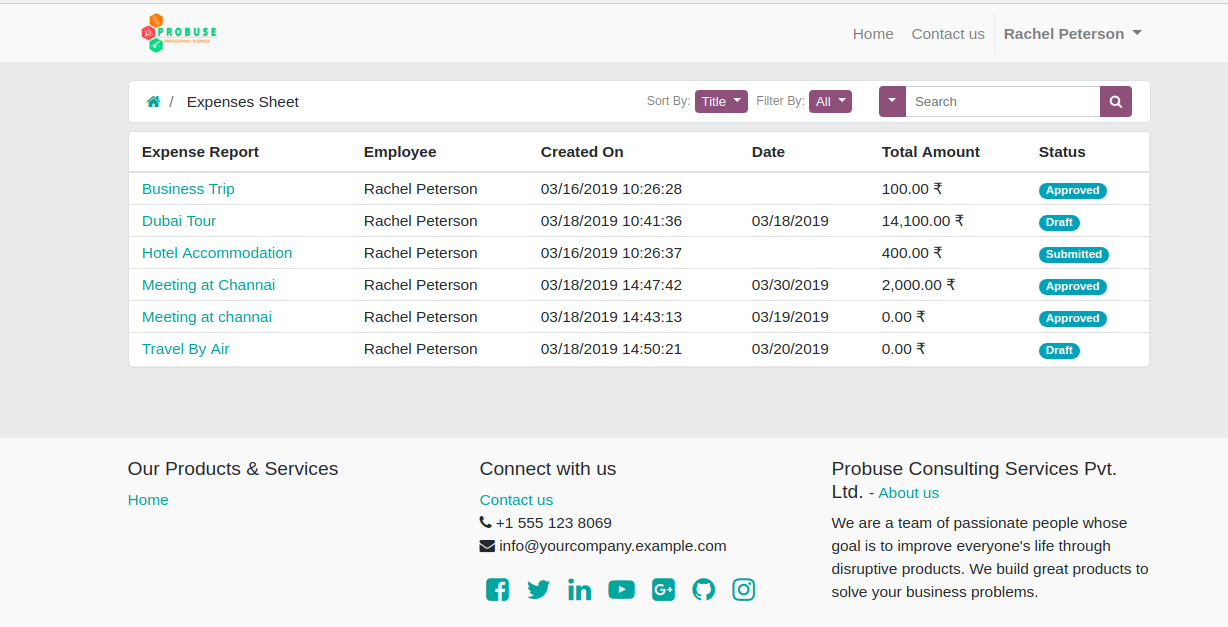 PROBUSE
PROFESSIONAL BUSINESS
Home Contact us Rachel Peterson
/ Expenses Sheet Sort By: Title Filter By: All Search
Expense Report Employee Created On Date Total Amount Status
Business Trip Rachel Peterson 03/16/2019 10:26:28 100.00 ₹ Approved
Dubai Tour Rachel Peterson 03/18/2019 10:41:36 03/18/2019 14,100.00 ₹ Draft
Hotel Accommodation Rachel Peterson 03/16/2019 10:26:37 400.00 ₹ Submitted
Meeting at Channai Rachel Peterson 03/18/2019 14:47:42 03/30/2019 2,000.00 ₹ Approved
Meeting at channai Rachel Peterson 03/18/2019 14:43:13 03/19/2019 0.00 ₹ Approved
Travel By Air Rachel Peterson 03/18/2019 14:50:21 03/20/2019 0.00 ₹ Draft
Our Products & Services
Home
Connect with us
Contact us
+1 555 123 8069
info@yourcompany.example.com
Probuse Consulting Services Pvt.
Ltd. - About us
We are a team of passionate people whose
goal is to improve everyone's life through
disruptive products. We build great products to
solve your business problems.